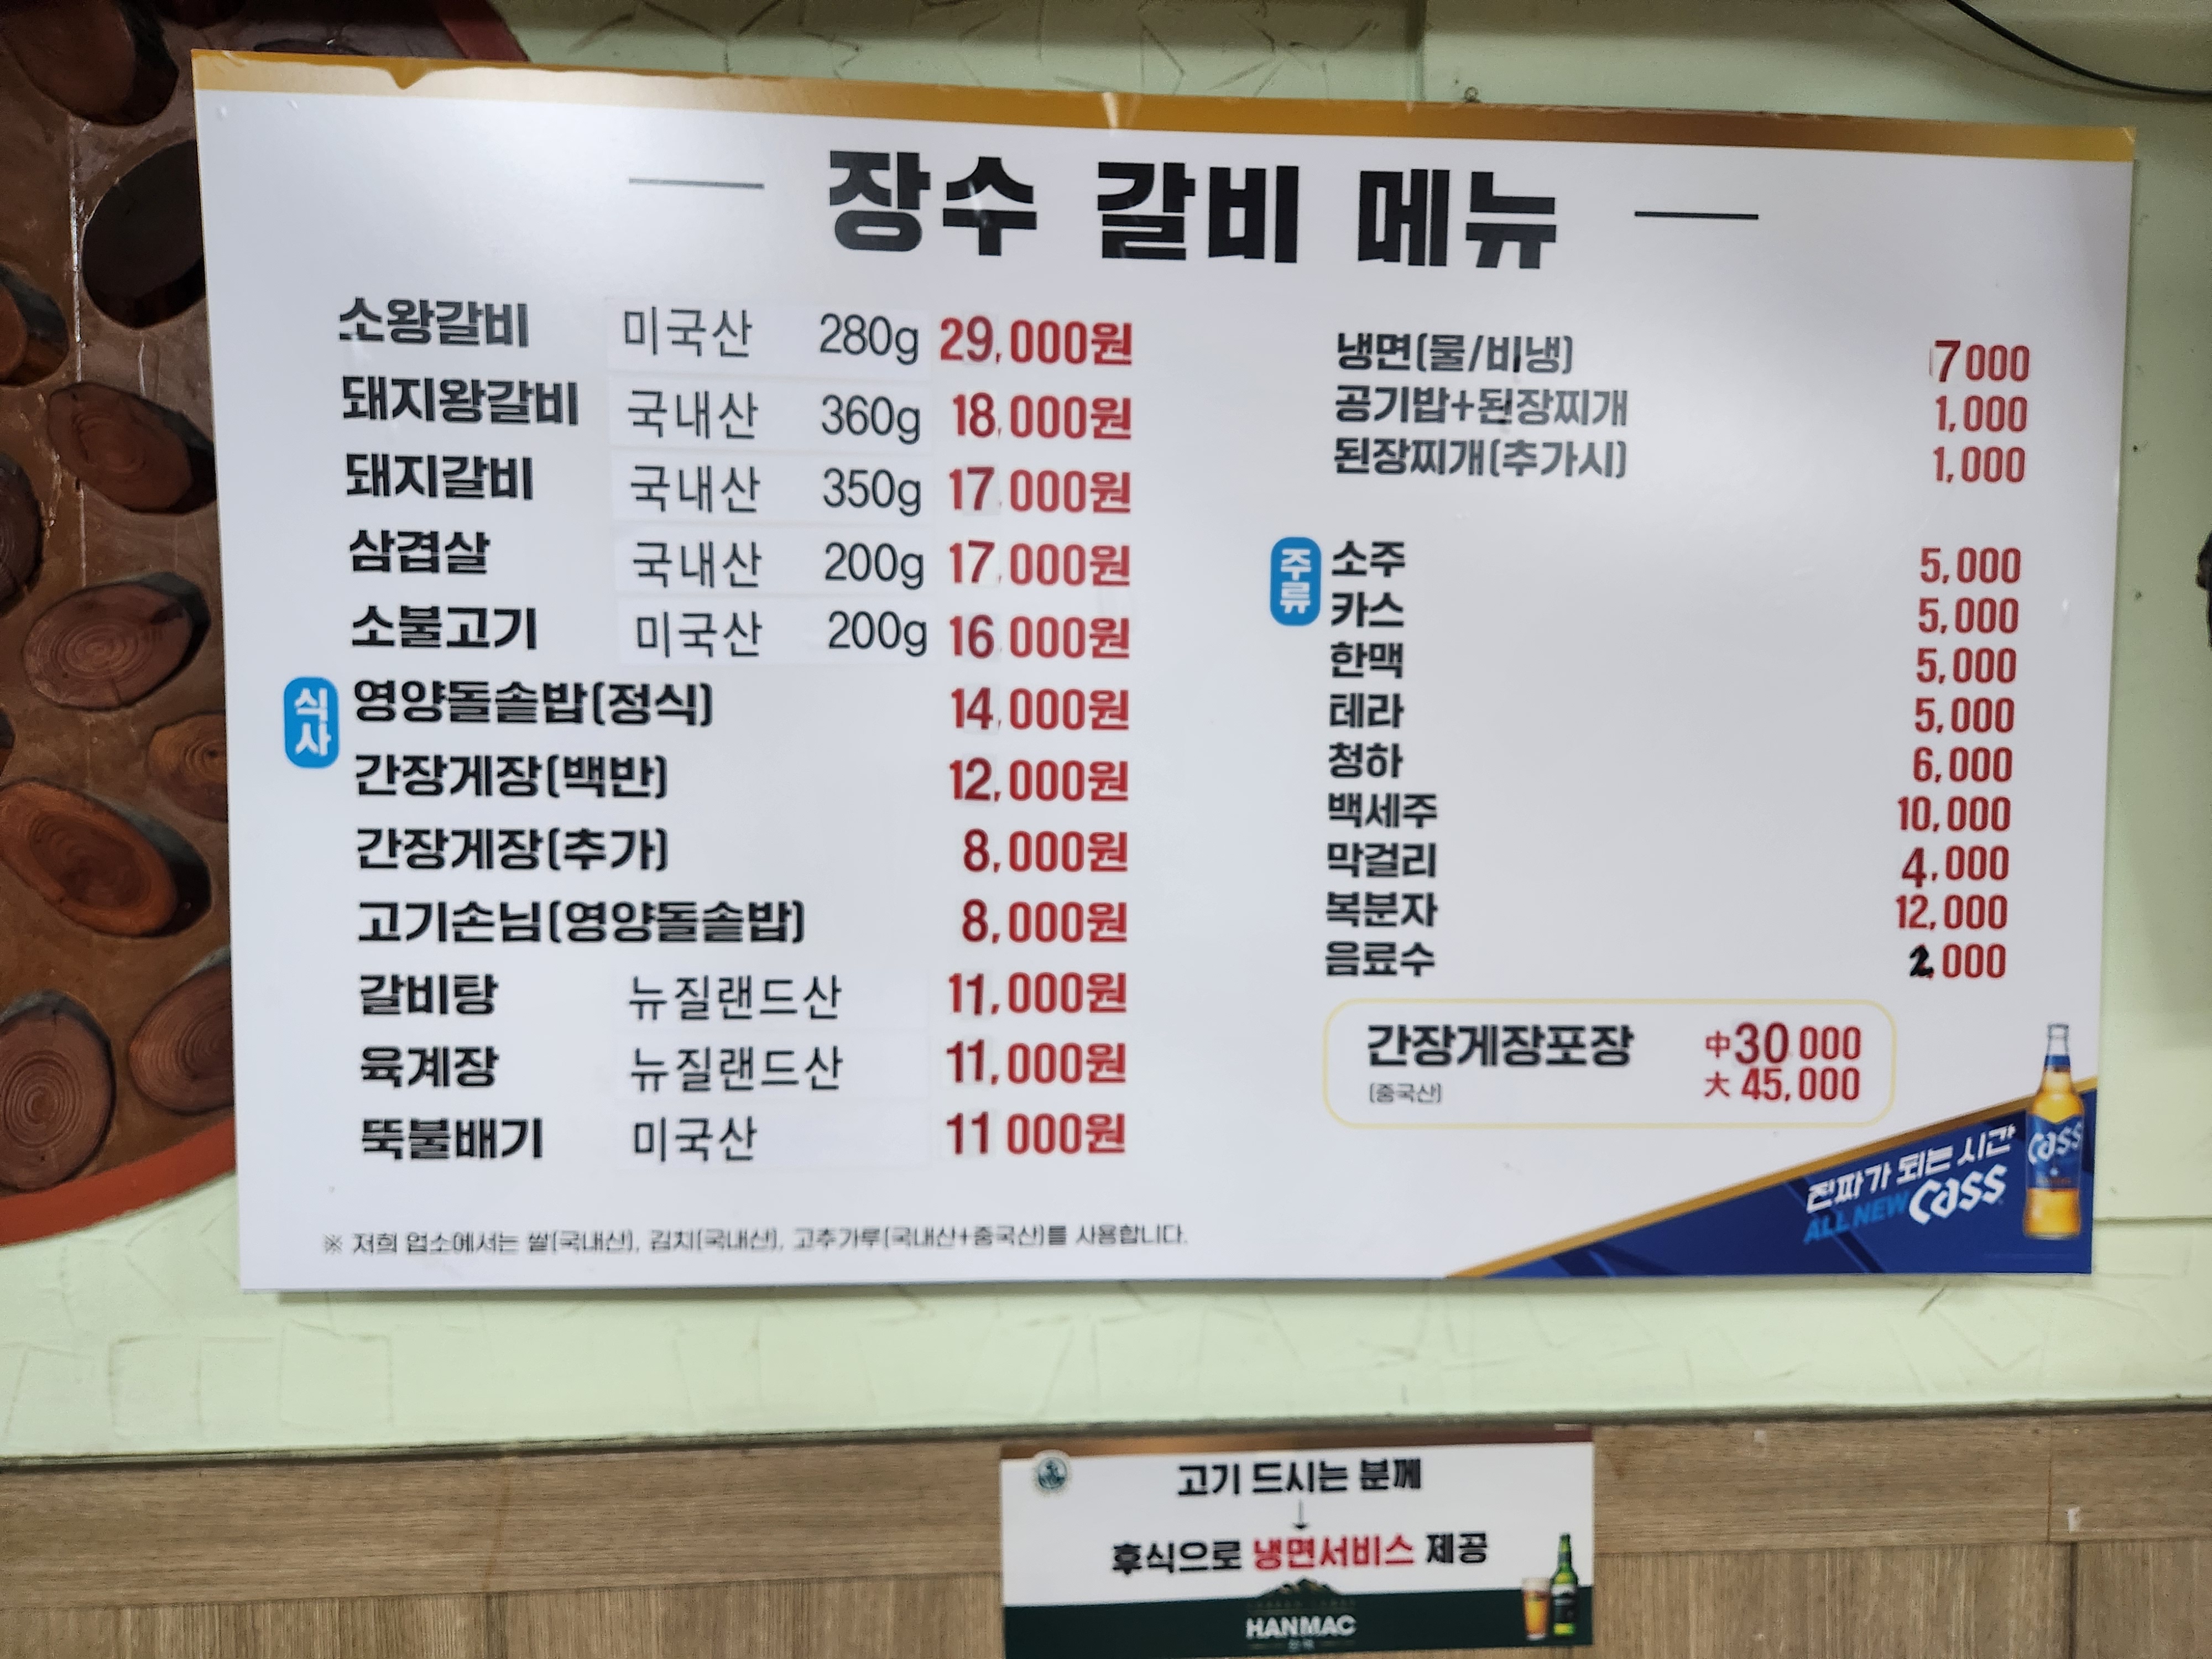 장수 갈비 메뉴
소왕갈비 미국산 280g 29,000원
돼지왕갈비 국내산 360g 18,000원
돼지갈비 국내산 350g 17,000원
삼겹살 국내산 200g 17,000원
소불고기 미국산 200g 16,000원
식사
영양돌솥밥(정식) 14,000원
간장게장(백반) 12,000원
간장게장(추가) 8,000원
고기손님(영양돌솥밥) 8,000원
갈비탕 뉴질랜드산 11,000원
육계장 뉴질랜드산 11,000원
뚝불배기 미국산 11 000원
※ 저희 업소에서는 쌀(국내산), 김치(국내산), 고추가루(국내산+중국산)를 사용합니다.
냉면(물/비냉) 7000
공기밥+된장찌개 1,000
된장찌개(추가시) 1,000
주류
소주 5,000
카스 5,000
한맥 5,000
테라 5,000
청하 6,000
백세주 10,000
막걸리 4,000
복분자 12,000
음료수 2,000
간장게장포장 中30 000
(중국산) 大 45,000
진짜가 되는 시간
ALL NEW Cass
Cass
고기 드시는 분께
↓
후식으로 냉면서비스 제공
HANMAC